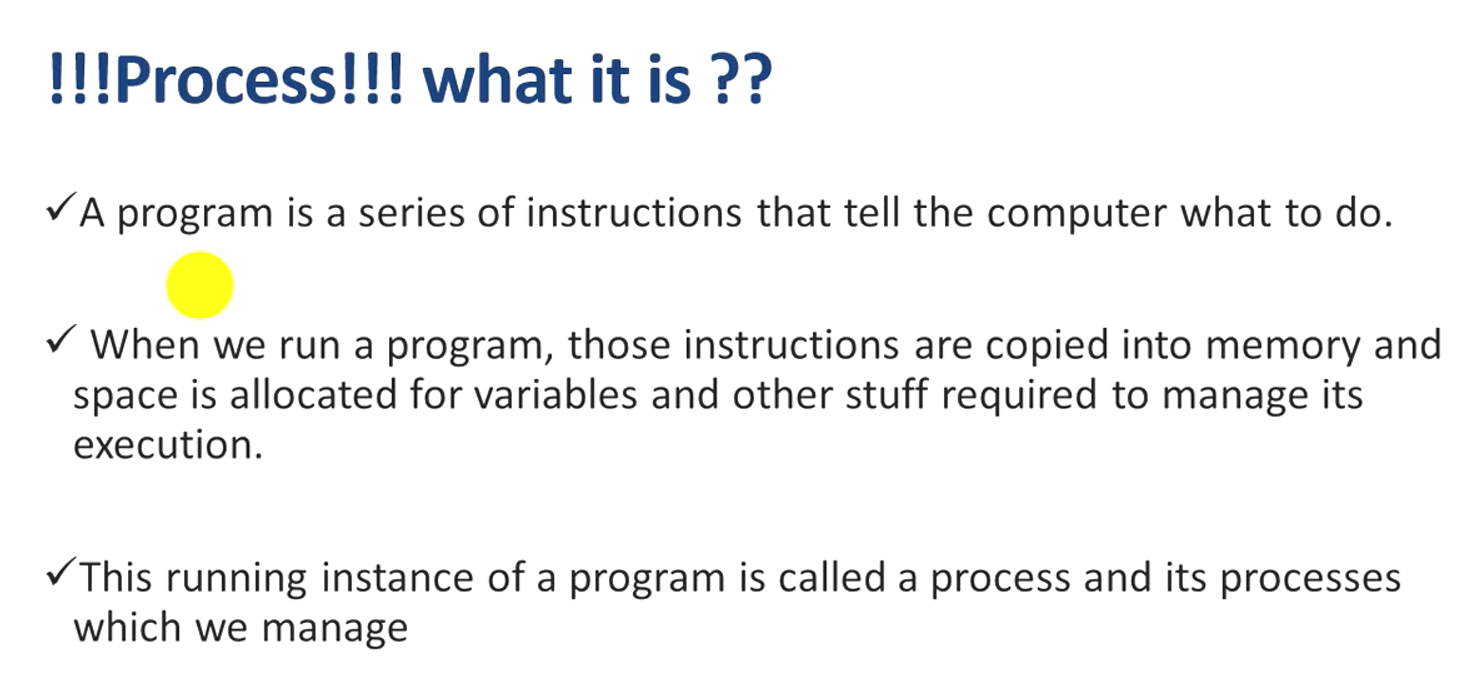 !!!Process!!! what it is ??
✓A program is a series of instructions that tell the computer what to do.
✓ When we run a program, those instructions are copied into memory and
space is allocated for variables and other stuff required to manage its
execution.
✓This running instance of a program is called a process and its processes
which we manage